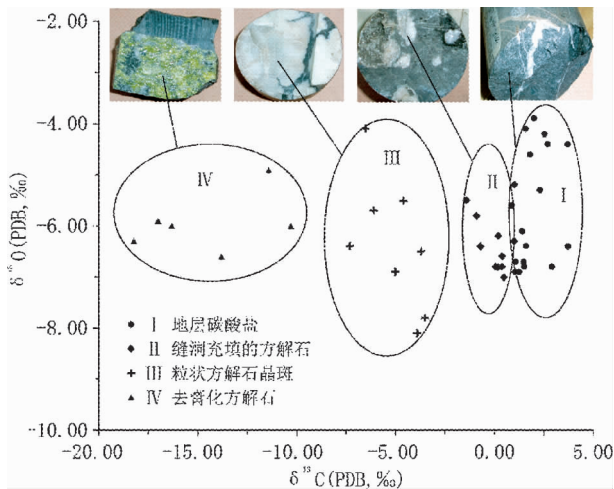 -2.00
-4.00
-6.00
-8.00
-10.00
δ¹⁸O(PDB, ‰)
IV
III
II
I
● I 地层碳酸盐
◆ II 缝洞充填的方解石
+ III 粒状方解石晶斑
▲ IV 去膏化方解石
-20.00 -15.00 -10.00 -5.00 0.00 5.00
δ¹³C(PDB, ‰)